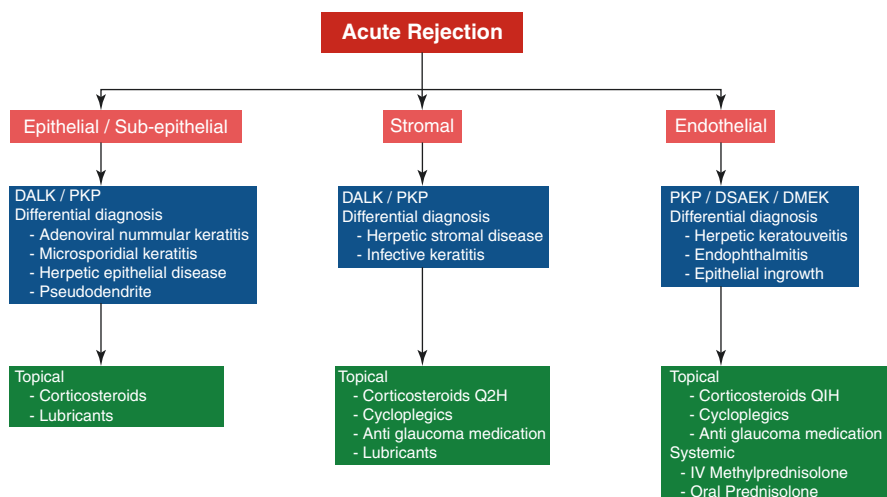 Acute Rejection
Epithelial / Sub-epithelial
Stromal
Endothelial
DALK / PKP
Differential diagnosis
- Adenoviral nummular keratitis
- Microsporidial keratitis
- Herpetic epithelial disease
- Pseudodendrite
DALK / PKP
Differential diagnosis
- Herpetic stromal disease
- Infective keratitis
PKP / DSAEK / DMEK
Differential diagnosis
- Herpetic keratouveitis
- Endophthalmitis
- Epithelial ingrowth
Topical
- Corticosteroids
- Lubricants
Topical
- Corticosteroids Q2H
- Cycloplegics
- Anti glaucoma medication
- Lubricants
Topical
- Corticosteroids QIH
- Cycloplegics
- Anti glaucoma medication
Systemic
- IV Methylprednisolone
- Oral Prednisolone